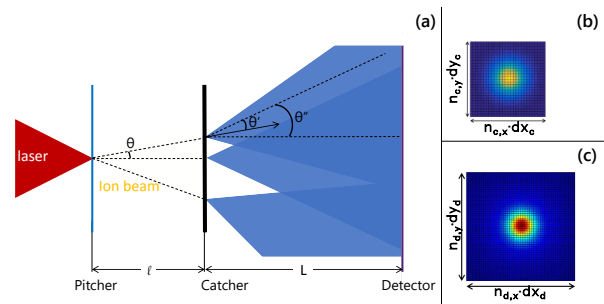 (a)
laser
θ
Ion beam
θ'
θ"
ℓ
L
Pitcher
Catcher
Detector
(b)
n_c,y·dy_c
n_c,x·dx_c
(c)
n_d,y·dy_d
n_d,x·dx_d